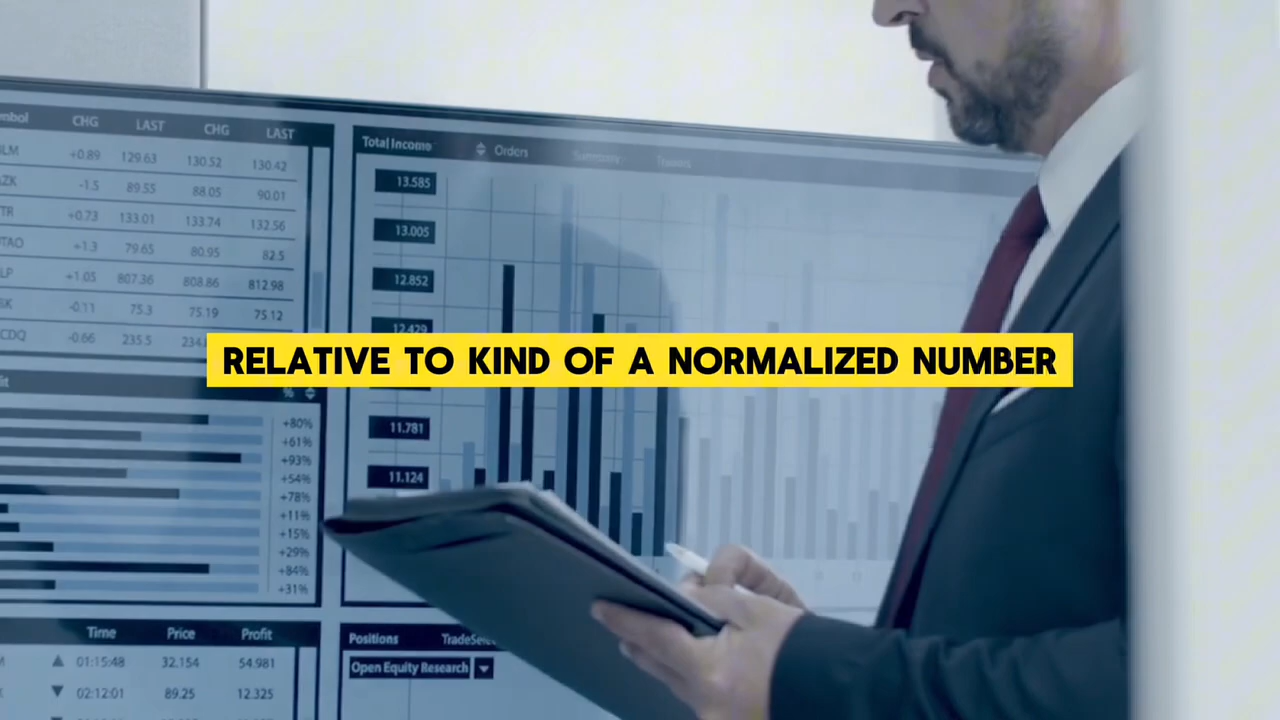 CHG LAST CHG LAST
+0.89 129.63 130.52 130.42
-1.5 89.55 88.05 90.01
+0.73 133.01 133.74 132.56
+1.3 79.65 80.95 82.5
+1.05 807.36 808.86 812.98
-0.11 75.3 75.19 75.12
-0.66 235.5
%
+80%
+61%
+93%
+54%
+78%
+11%
+15%
+29%
+84%
+31%
Time Price Profit
01:15:48 32.154 54.981
02:12:01 89.25 12.325
Total Income Orders
13.585
13.005
12.852
12.429
RELATIVE TO KIND OF A NORMALIZED NUMBER
11.781
11.124
Positions
Open Equity Research